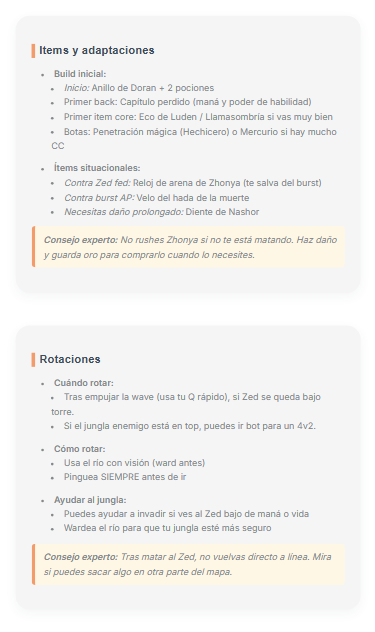 Items y adaptaciones
• Build inicial:
• Inicio: Anillo de Doran + 2 pociones
• Primer back: Capítulo perdido (maná y poder de habilidad)
• Primer item core: Eco de Luden / Llamasombría si vas muy bien
• Botas: Penetración mágica (Hechicero) o Mercurio si hay mucho
CC
• Ítems situacionales:
• Contra Zed fed: Reloj de arena de Zhonya (te salva del burst)
• Contra burst AP: Velo del hada de la muerte
• Necesitas daño prolongado: Diente de Nashor
Consejo experto: No rushes Zhonya si no te está matando. Haz daño
y guarda oro para comprarlo cuando lo necesites.
Rotaciones
• Cuándo rotar:
• Tras empujar la wave (usa tu Q rápido), si Zed se queda bajo
torre.
• Si el jungla enemigo está en top, puedes ir bot para un 4v2.
• Cómo rotar:
• Usa el río con visión (ward antes)
• Pinguea SIEMPRE antes de ir
• Ayudar al jungla:
• Puedes ayudar a invadir si ves al Zed bajo de maná o vida
• Wardea el río para que tu jungla esté más seguro
Consejo experto: Tras matar al Zed, no vuelvas directo a línea. Mira
si puedes sacar algo en otra parte del mapa.